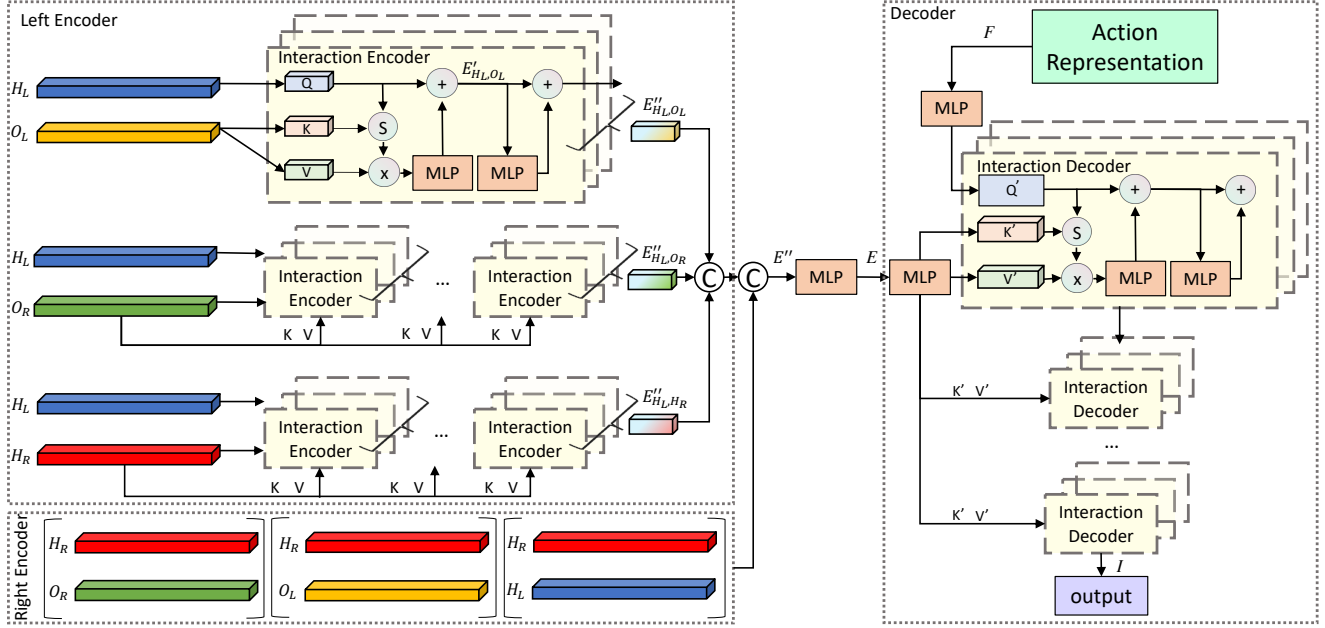 Left Encoder
Interaction Encoder
H_L
O_L
Q
K
V
S
x
+
E'_{H_L,O_L}
+
MLP
MLP
E''_{H_L,O_L}
H_L
O_R
Interaction
Encoder
...
Interaction
Encoder
K V
K V
K V
E''_{H_L,O_R}
H_L
H_R
Interaction
Encoder
...
Interaction
Encoder
K V
K V
K V
E''_{H_L,H_R}
C
C
E''
MLP
E
Right Encoder
H_R
O_R
H_R
O_L
H_R
H_L
Decoder
F
Action
Representation
MLP
Interaction Decoder
MLP
Q'
K'
V'
S
x
+
+
MLP
MLP
K' V'
Interaction
Decoder
...
K' V'
Interaction
Decoder
I
output